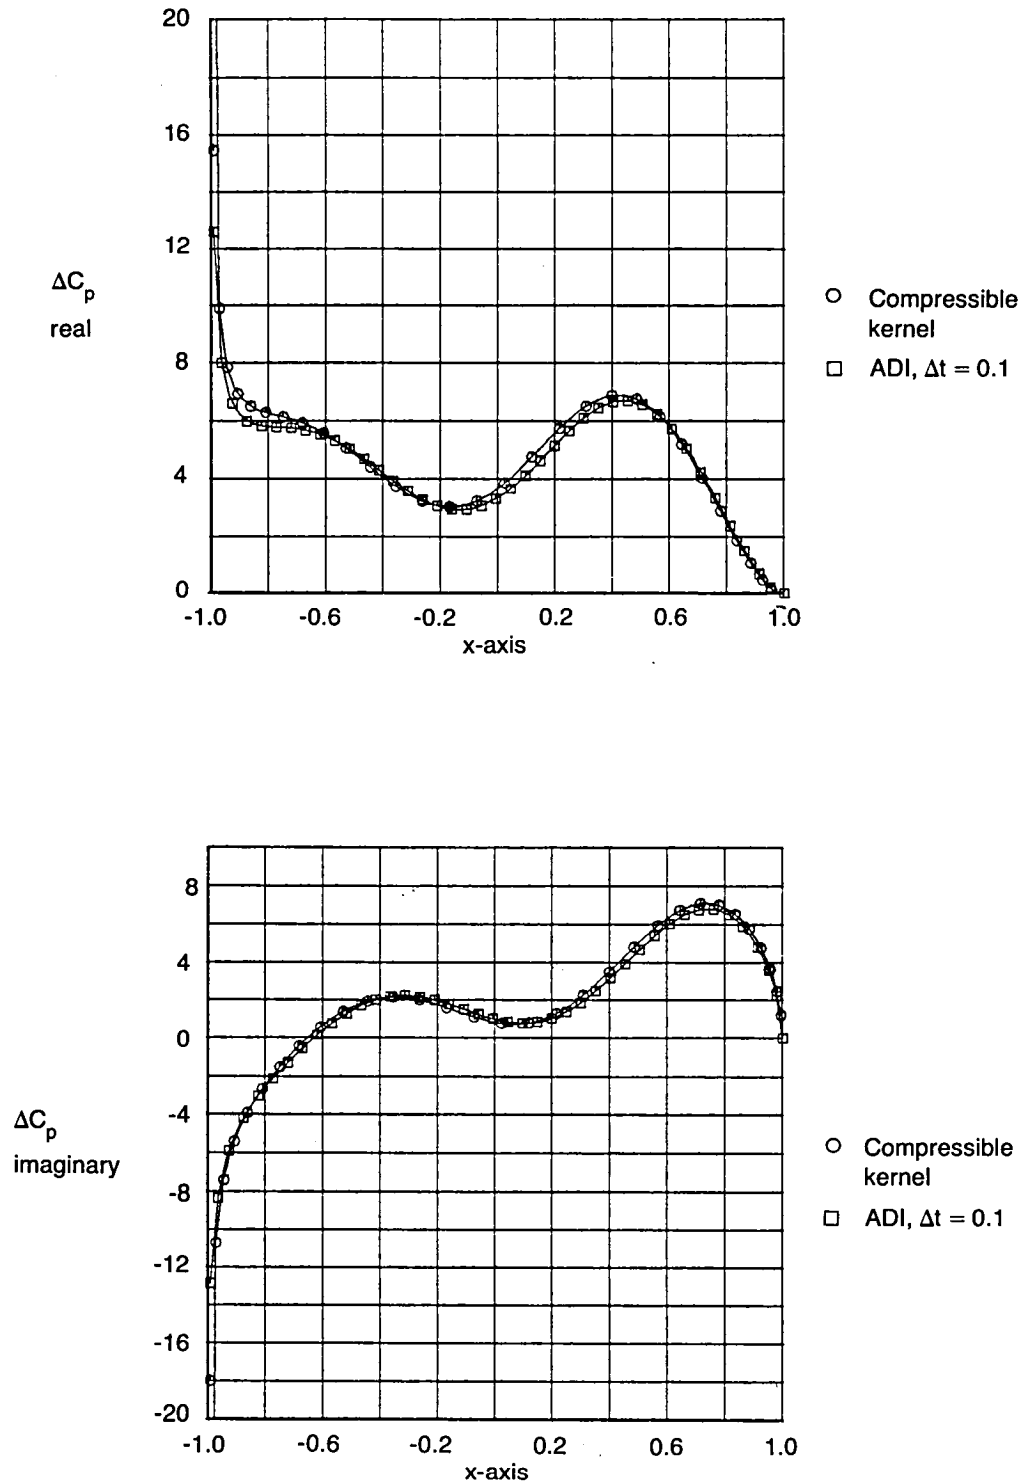 20
16
12
8
4
0
ΔCp
real
-1.0 -0.6 -0.2 0.2 0.6 1.0
x-axis
Compressible
kernel
ADI, Δt = 0.1
8
4
0
-4
-8
-12
-16
-20
ΔCp
imaginary
-1.0 -0.6 -0.2 0.2 0.6 1.0
x-axis
Compressible
kernel
ADI, Δt = 0.1